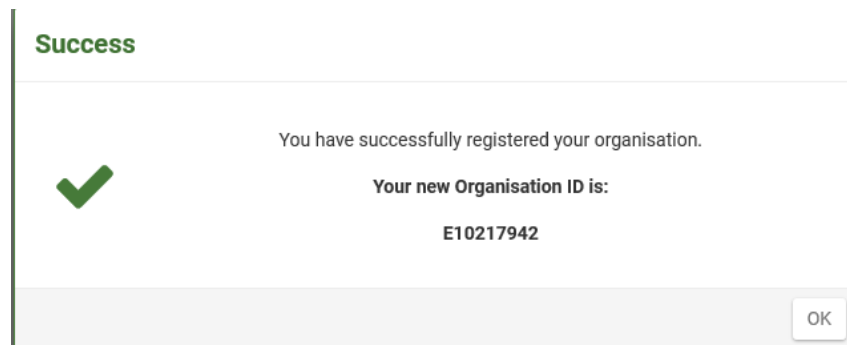 Success
You have successfully registered your organisation.
Your new Organisation ID is:
E10217942
OK